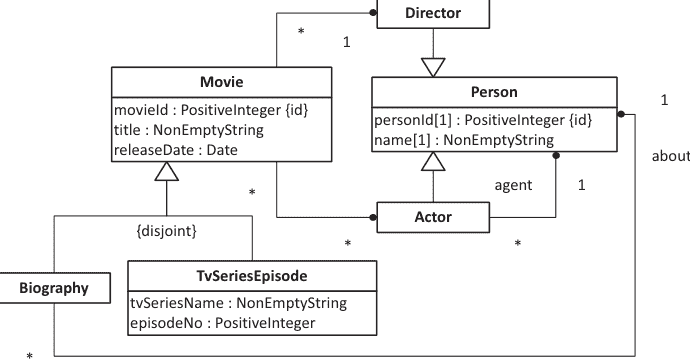 Director
*
1
Movie
movieId : PositiveInteger {id}
title : NonEmptyString
releaseDate : Date
Person
personId[1] : PositiveInteger {id}
name[1] : NonEmptyString
1
about
*
agent
1
Actor
*
*
{disjoint}
Biography
TvSeriesEpisode
tvSeriesName : NonEmptyString
episodeNo : PositiveInteger
*